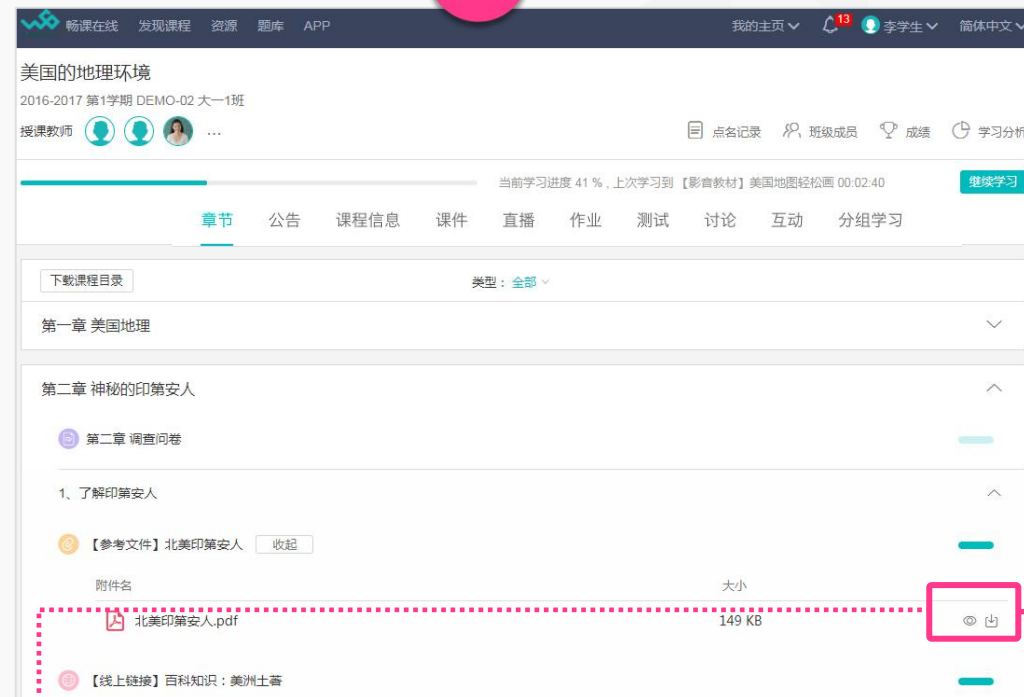 畅课在线 发现课程 资源 题库 APP 我的主页 13 李学生 简体中文
美国的地理环境
2016-2017 第1学期 DEMO-02 大一1班
授课教师 ... 点名记录 班级成员 成绩 学习分析
当前学习进度 41 % , 上次学习到 【影音教材】美国地图轻松画 00:02:40 继续学习
章节 公告 课程信息 课件 直播 作业 测试 讨论 互动 分组学习
下载课程目录 类型 : 全部
第一章 美国地理
第二章 神秘的印第安人
第二章 调查问卷
1、了解印第安人
【参考文件】北美印第安人 收起
附件名 大小
北美印第安人.pdf 149 KB
【线上链接】百科知识：美洲土著